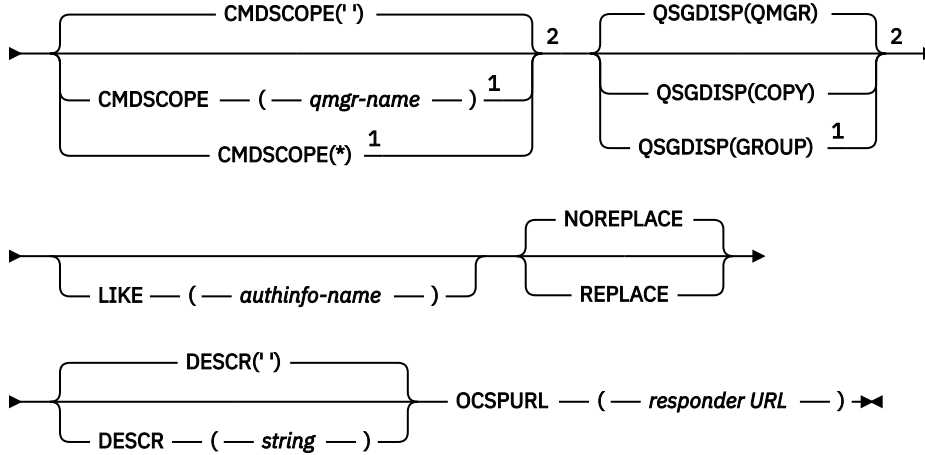 CMDSCOPE(' ') QSGDISP(QMGR)
2 2
CMDSCOPE ( qmgr-name ) 1 QSGDISP(COPY)
CMDSCOPE(*) 1 QSGDISP(GROUP) 1
NOREPLACE
LIKE ( authinfo-name ) REPLACE
DESCR(' ')
OCSPURL ( responder URL )
DESCR ( string )